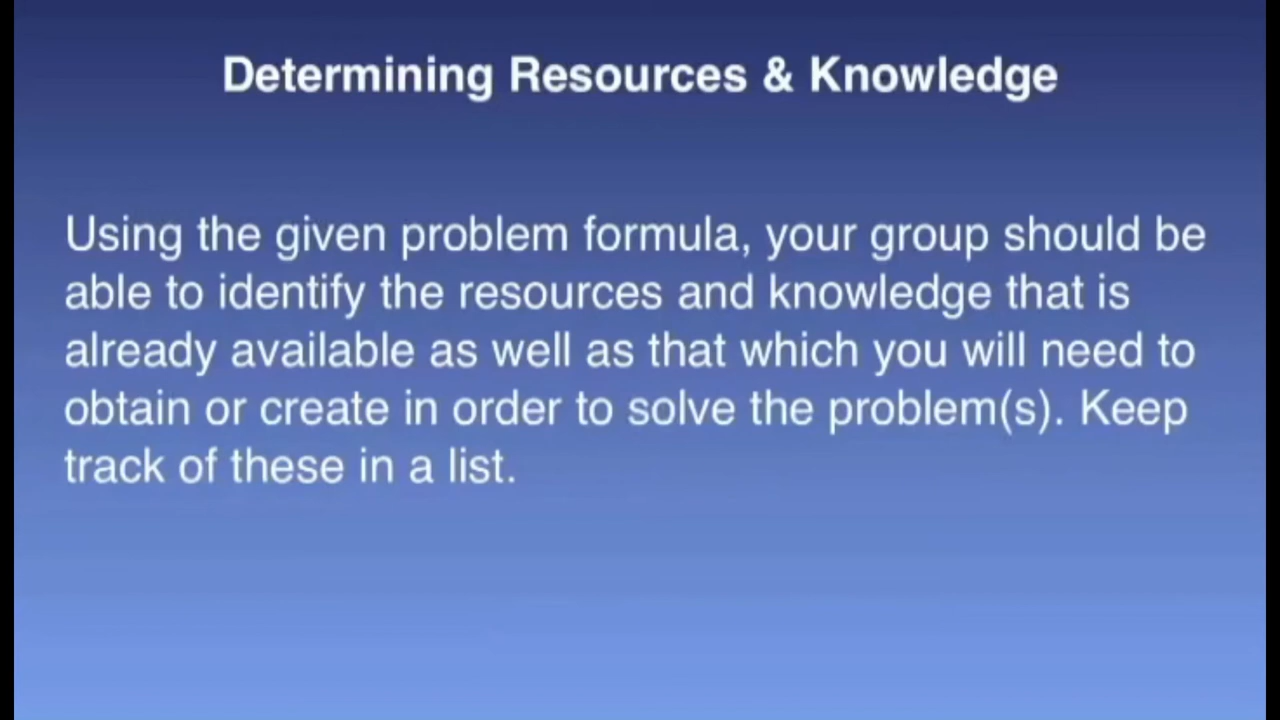 Determining Resources & Knowledge
Using the given problem formula, your group should be
able to identify the resources and knowledge that is
already available as well as that which you will need to
obtain or create in order to solve the problem(s). Keep
track of these in a list.